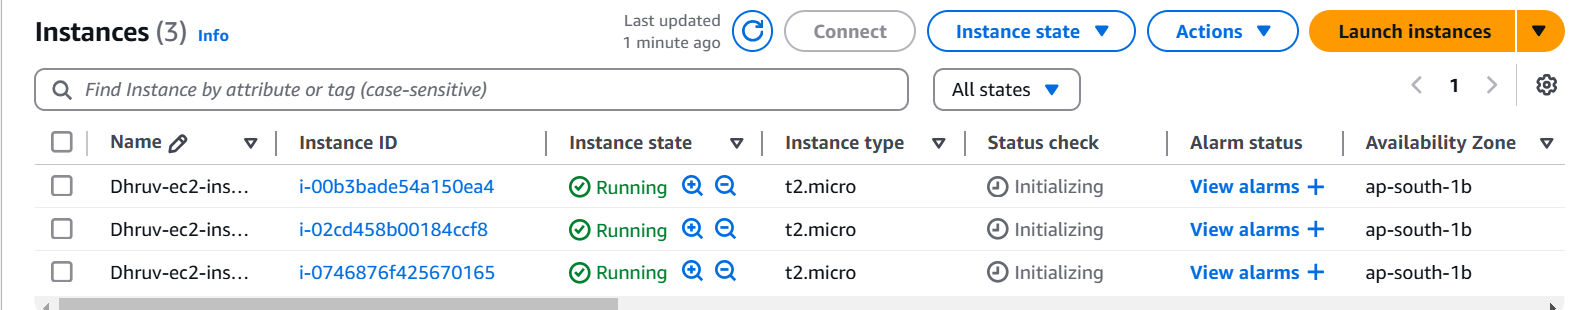 Instances (3) Info
Last updated
1 minute ago
Connect
Instance state
Actions
Launch instances
Find Instance by attribute or tag (case-sensitive)
All states
1
Name Instance ID Instance state Instance type Status check Alarm status Availability Zone
Dhruv-ec2-ins... i-00b3bade54a150ea4 Running t2.micro Initializing View alarms + ap-south-1b
Dhruv-ec2-ins... i-02cd458b00184ccf8 Running t2.micro Initializing View alarms + ap-south-1b
Dhruv-ec2-ins... i-0746876f425670165 Running t2.micro Initializing View alarms + ap-south-1b